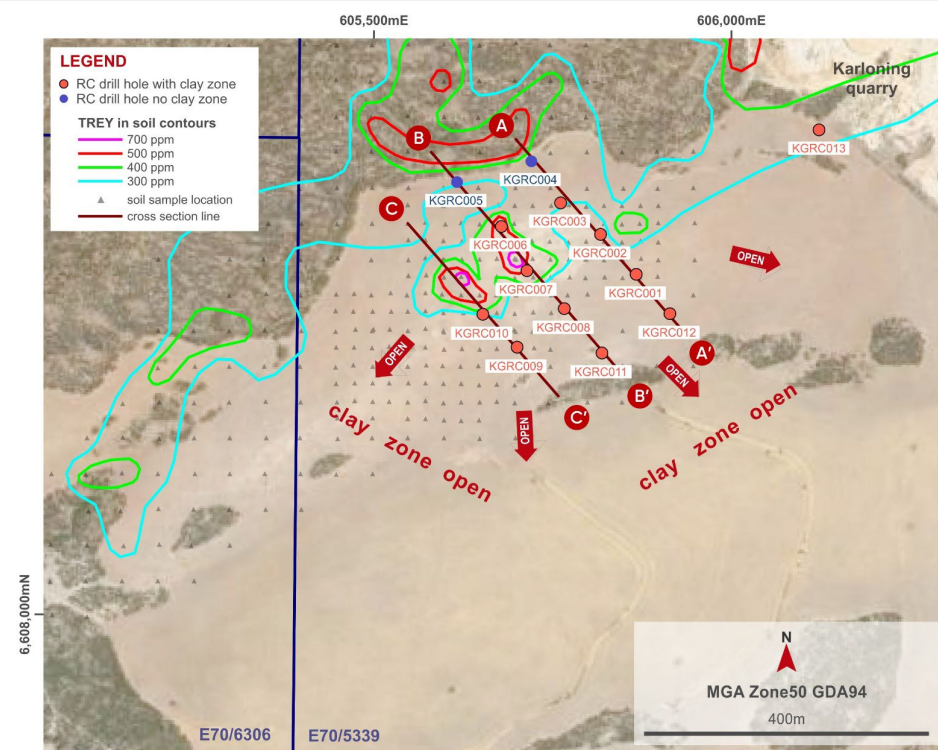 605,500mE
606,000mE
LEGEND
RC drill hole with clay zone
RC drill hole no clay zone
TREY in soil contours
700 ppm
500 ppm
400 ppm
300 ppm
soil sample location
cross section line
Karloning
quarry
KGRC013
B
A
KGRC004
KGRC005
C
KGRC003
KGRC006
KGRC002
OPEN
KGRC007
KGRC001
KGRC010
KGRC008
KGRC012
KGRC009
KGRC011
A'
OPEN
OPEN
B'
C'
OPEN
clay zone open
clay zone open
6,608,000mN
N
MGA Zone50 GDA94
400m
E70/6306
E70/5339